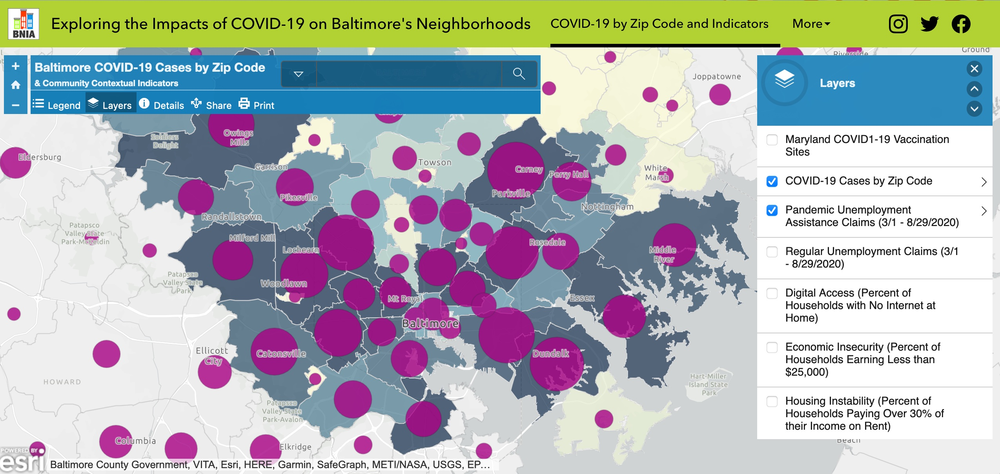 BNIA
Exploring the Impacts of COVID-19 on Baltimore's Neighborhoods
COVID-19 by Zip Code and Indicators
More
Baltimore COVID-19 Cases by Zip Code
& Community Contextual Indicators
Legend
Layers
Details
Share
Print
Layers
Maryland COVID1-19 Vaccination
Sites
COVID-19 Cases by Zip Code
Pandemic Unemployment
Assistance Claims (3/1 - 8/29/2020)
Regular Unemployment Claims (3/1
- 8/29/2020)
Digital Access (Percent of
Households with No Internet at
Home)
Economic Insecurity (Percent of
Households Earning Less than
$25,000)
Housing Instability (Percent of
Households Paying Over 30% of
their Income on Rent)
Riverside
Ground
Joppatowne
Owings
Mills
Soldiers
Delight
Eldersburg
Garrison
Towson
Carney
Perry Hall
White
Marsh
Pikesville
Parkville
Nottingham
Randallstown
Patapsco
Valley State
Park-McKeldin
Milford Mill
Lochearn
Rosedale
Middle
River
Patapsco
Valley State
Park
Woodlawn
Mt Royal
Essex
Baltimore
Ellicott
City
Catonsville
Dundalk
HOWARD
Hart-Miller
Island State
Park
Patapsco
Valley State
Park-Avalon
Columbia
Elkridge
Beach
POWERED BY
esri
Baltimore County Government, VITA, Esri, HERE, Garmin, SafeGraph, METI/NASA, USGS, EP...